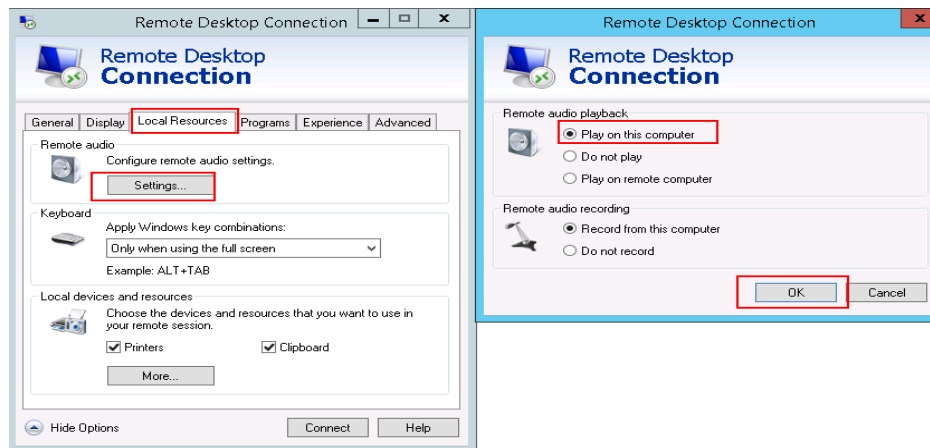 Remote Desktop Connection
Remote Desktop
Connection
General Display Local Resources Programs Experience Advanced
Remote audio
Configure remote audio settings.
Settings...
Keyboard
Apply Windows key combinations:
Only when using the full screen
Example: ALT+TAB
Local devices and resources
Choose the devices and resources that you want to use in
your remote session.
Printers Clipboard
More...
Hide Options Connect Help
Remote Desktop Connection
Remote Desktop
Connection
Remote audio playback
Play on this computer
Do not play
Play on remote computer
Remote audio recording
Record from this computer
Do not record
OK Cancel